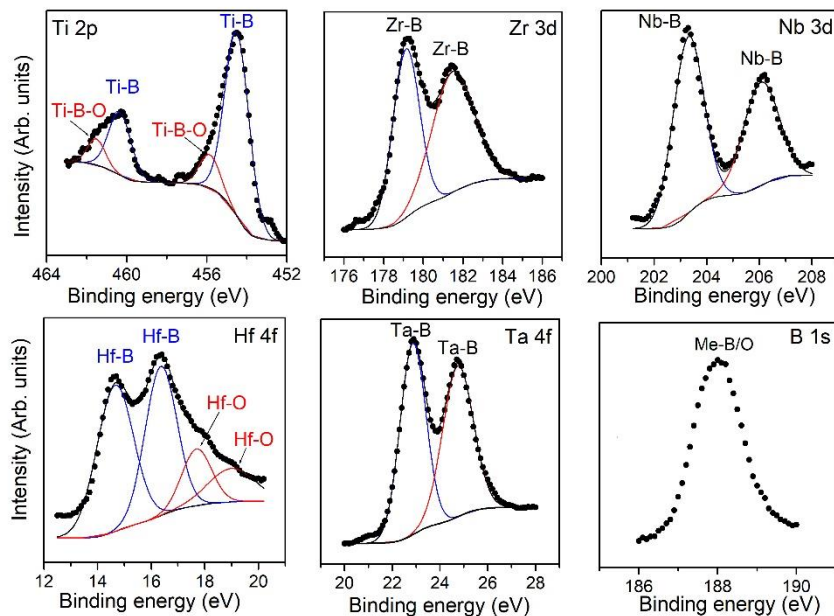 Ti 2p
Ti-B
Ti-B-O
Ti-B
Ti-B-O
Intensity (Arb. units)
464 460 456 452
Binding energy (eV)
Zr 3d
Zr-B
Zr-B
176 178 180 182 184 186
Binding energy (eV)
Nb 3d
Nb-B
Nb-B
200 202 204 206 208
Binding energy (eV)
Hf 4f
Hf-B
Hf-B
Hf-O
Hf-O
Intensity (Arb. units)
12 14 16 18 20
Binding energy (eV)
Ta 4f
Ta-B
Ta-B
20 22 24 26 28
Binding energy (eV)
B 1s
Me-B/O
186 188 190
Binding energy (eV)